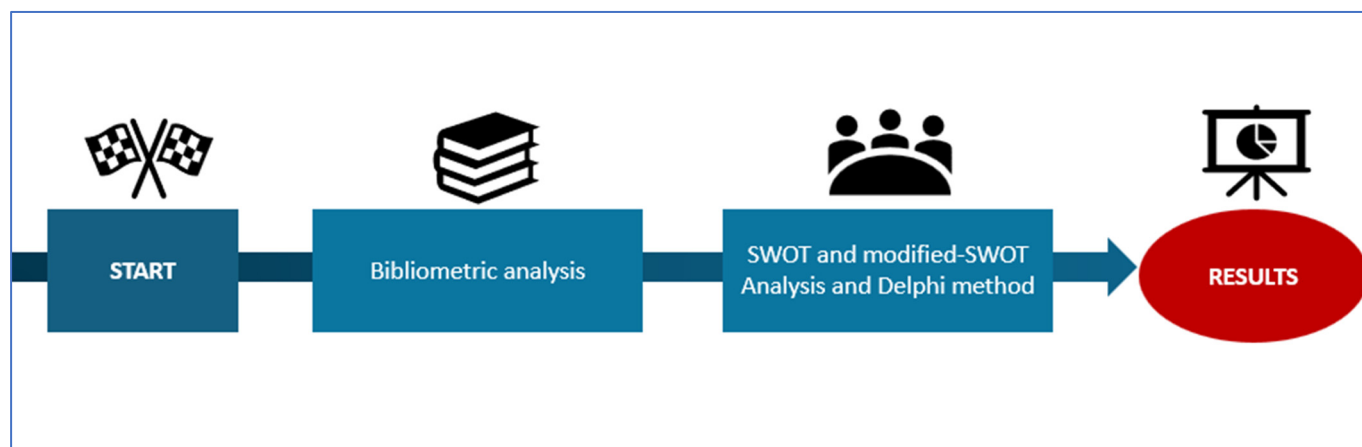 START
Bibliometric analysis
SWOT and modified-SWOT
Analysis and Delphi method
RESULTS